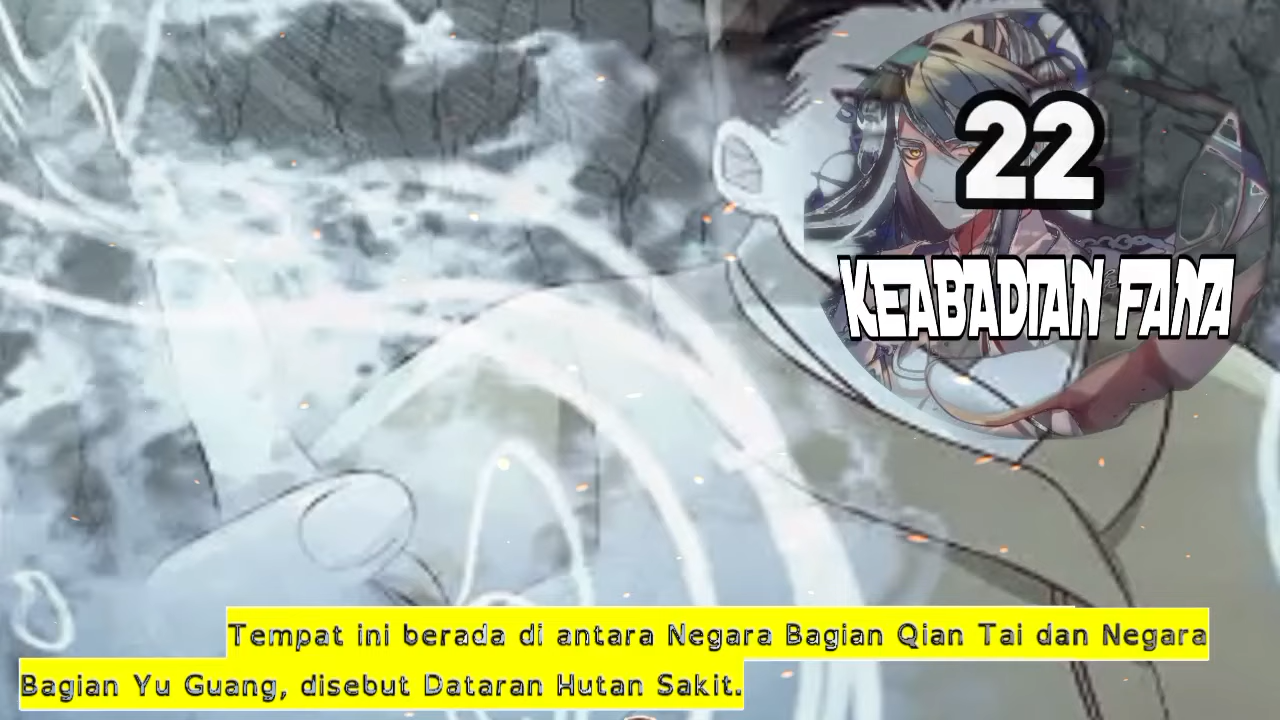 22
KEABADIAN FANA
Tempat ini berada di antara Negara Bagian Qian Tai dan Negara
Bagian Yu Guang, disebut Dataran Hutan Sakit.